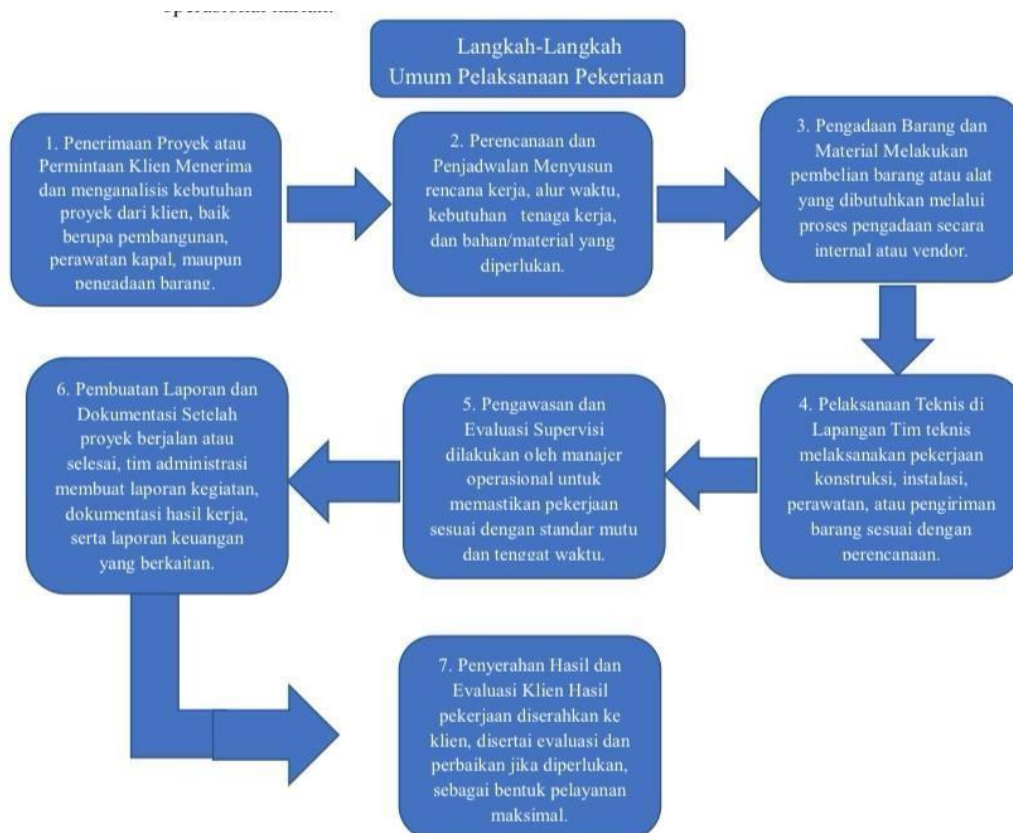 Langkah-Langkah
Umum Pelaksanaan Pekerjaan
1. Penerimaan Proyek atau
Permintaan Klien Menerima
dan menganalisis kebutuhan
proyek dari klien, baik
berupa pembangunan,
perawatan kapal, maupun
pengadaan barang.
2. Perencanaan dan
Penjadwalan Menyusun
rencana kerja, alur waktu,
kebutuhan tenaga kerja,
dan bahan/material yang
diperlukan.
3. Pengadaan Barang dan
Material Melakukan
pembelian barang atau alat
yang dibutuhkan melalui
proses pengadaan secara
internal atau vendor.
4. Pelaksanaan Teknis di
Lapangan Tim teknis
melaksanakan pekerjaan
konstruksi, instalasi,
perawatan, atau pengiriman
barang sesuai dengan
perencanaan.
5. Pengawasan dan
Evaluasi Supervisi
dilakukan oleh manajer
operasional untuk
memastikan pekerjaan
sesuai dengan standar mutu
dan tenggat waktu.
6. Pembuatan Laporan dan
Dokumentasi Setelah
proyek berjalan atau
selesai, tim administrasi
membuat laporan kegiatan,
dokumentasi hasil kerja,
serta laporan keuangan
yang berkaitan.
7. Penyerahan Hasil dan
Evaluasi Klien Hasil
pekerjaan diserahkan ke
klien, disertai evaluasi dan
perbaikan jika diperlukan,
sebagai bentuk pelayanan
maksimal.